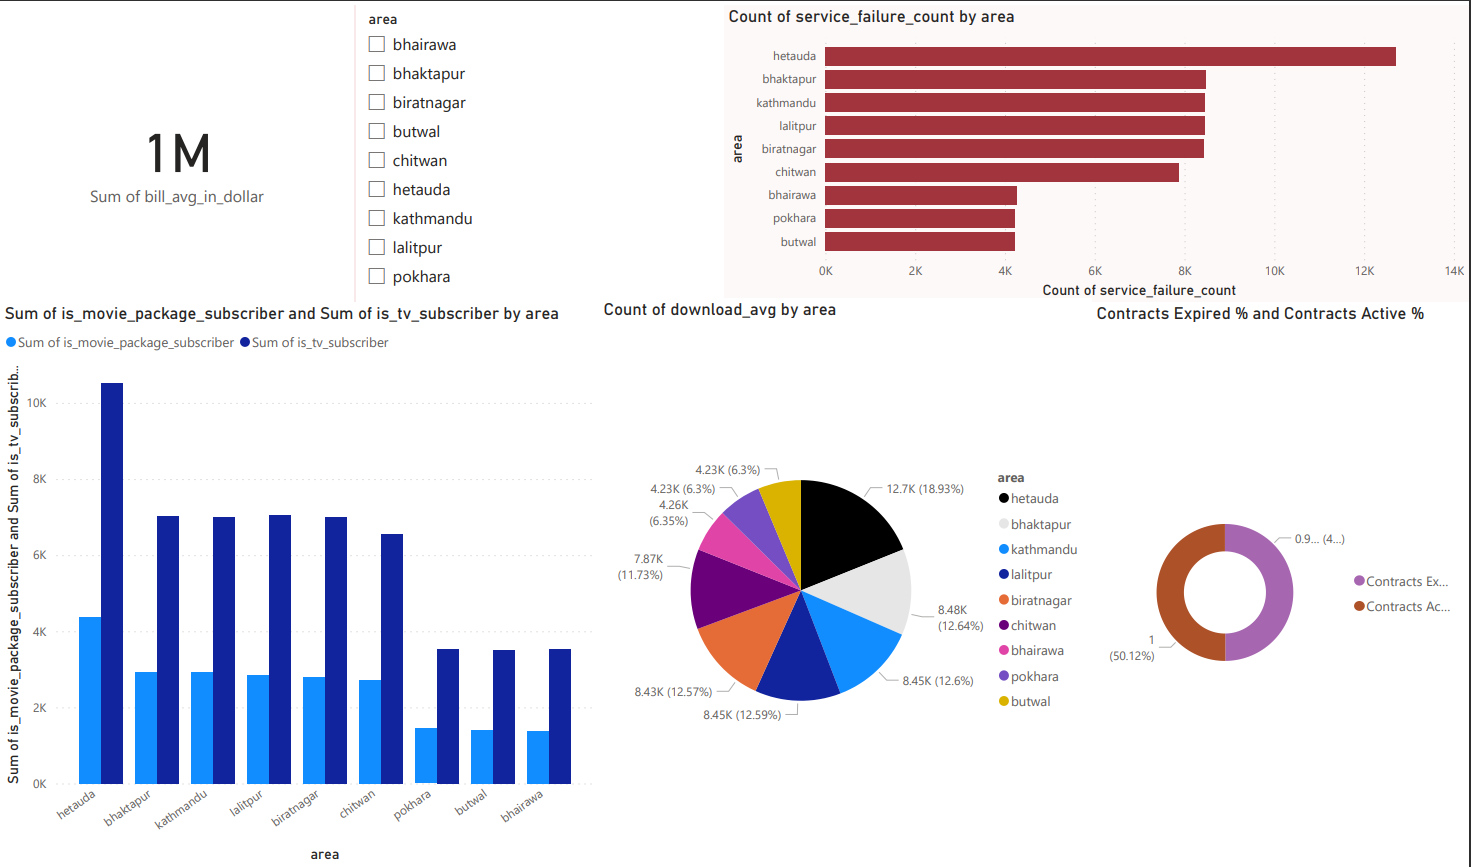 1M
Sum of bill_avg_in_dollar
area
bhairawa
bhaktapur
biratnagar
butwal
chitwan
hetauda
kathmandu
lalitpur
pokhara
Count of service_failure_count by area
area
hetauda
bhaktapur
kathmandu
lalitpur
biratnagar
chitwan
bhairawa
pokhara
butwal
0K 2K 4K 6K 8K 10K 12K 14K
Count of service_failure_count
Sum of is_movie_package_subscriber and Sum of is_tv_subscriber by area
Sum of is_movie_package_subscriber Sum of is_tv_subscriber
Sum of is_movie_package_subscriber and Sum of is_tv_subscrib...
10K
8K
6K
4K
2K
0K
hetauda bhaktapur kathmandu lalitpur biratnagar chitwan pokhara butwal bhairawa
area
Count of download_avg by area
12.7K (18.93%)
8.48K
(12.64%)
8.45K (12.6%)
8.45K (12.59%)
8.43K (12.57%)
7.87K
(11.73%)
4.26K
(6.35%)
4.23K (6.3%)
4.23K (6.3%)
area
hetauda
bhaktapur
kathmandu
lalitpur
biratnagar
chitwan
bhairawa
pokhara
butwal
Contracts Expired % and Contracts Active %
0.9... (4...)
1
(50.12%)
Contracts Ex...
Contracts Ac...